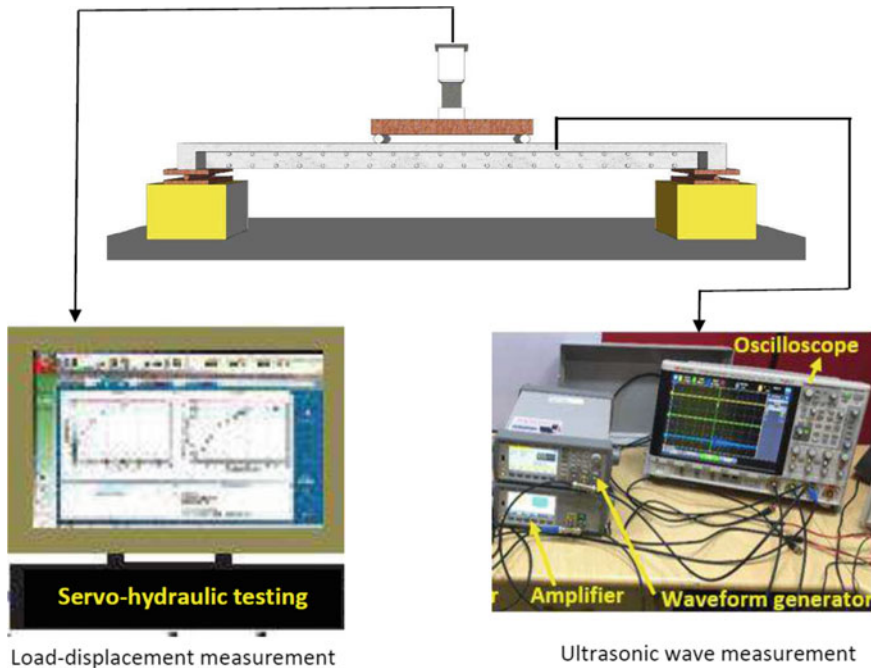 Oscilloscope
Servo-hydraulic testing
r
Amplifier
Waveform generator
Load-displacement measurement
Ultrasonic wave measurement